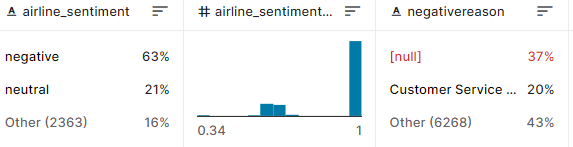 airline_sentiment
negative 63%
neutral 21%
Other (2363) 16%
# airline_sentiment...
0.34 1
negativereason
[null] 37%
Customer Service ... 20%
Other (6268) 43%